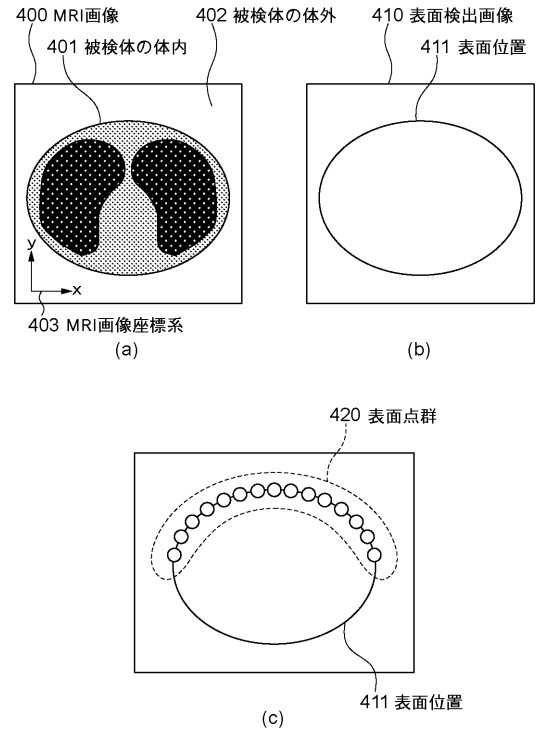 400 MRI画像
402 被検体の体外
401 被検体の体内
y
x
403 MRI画像座標系
(a)
410 表面検出画像
411 表面位置
(b)
420 表面点群
411 表面位置
(c)